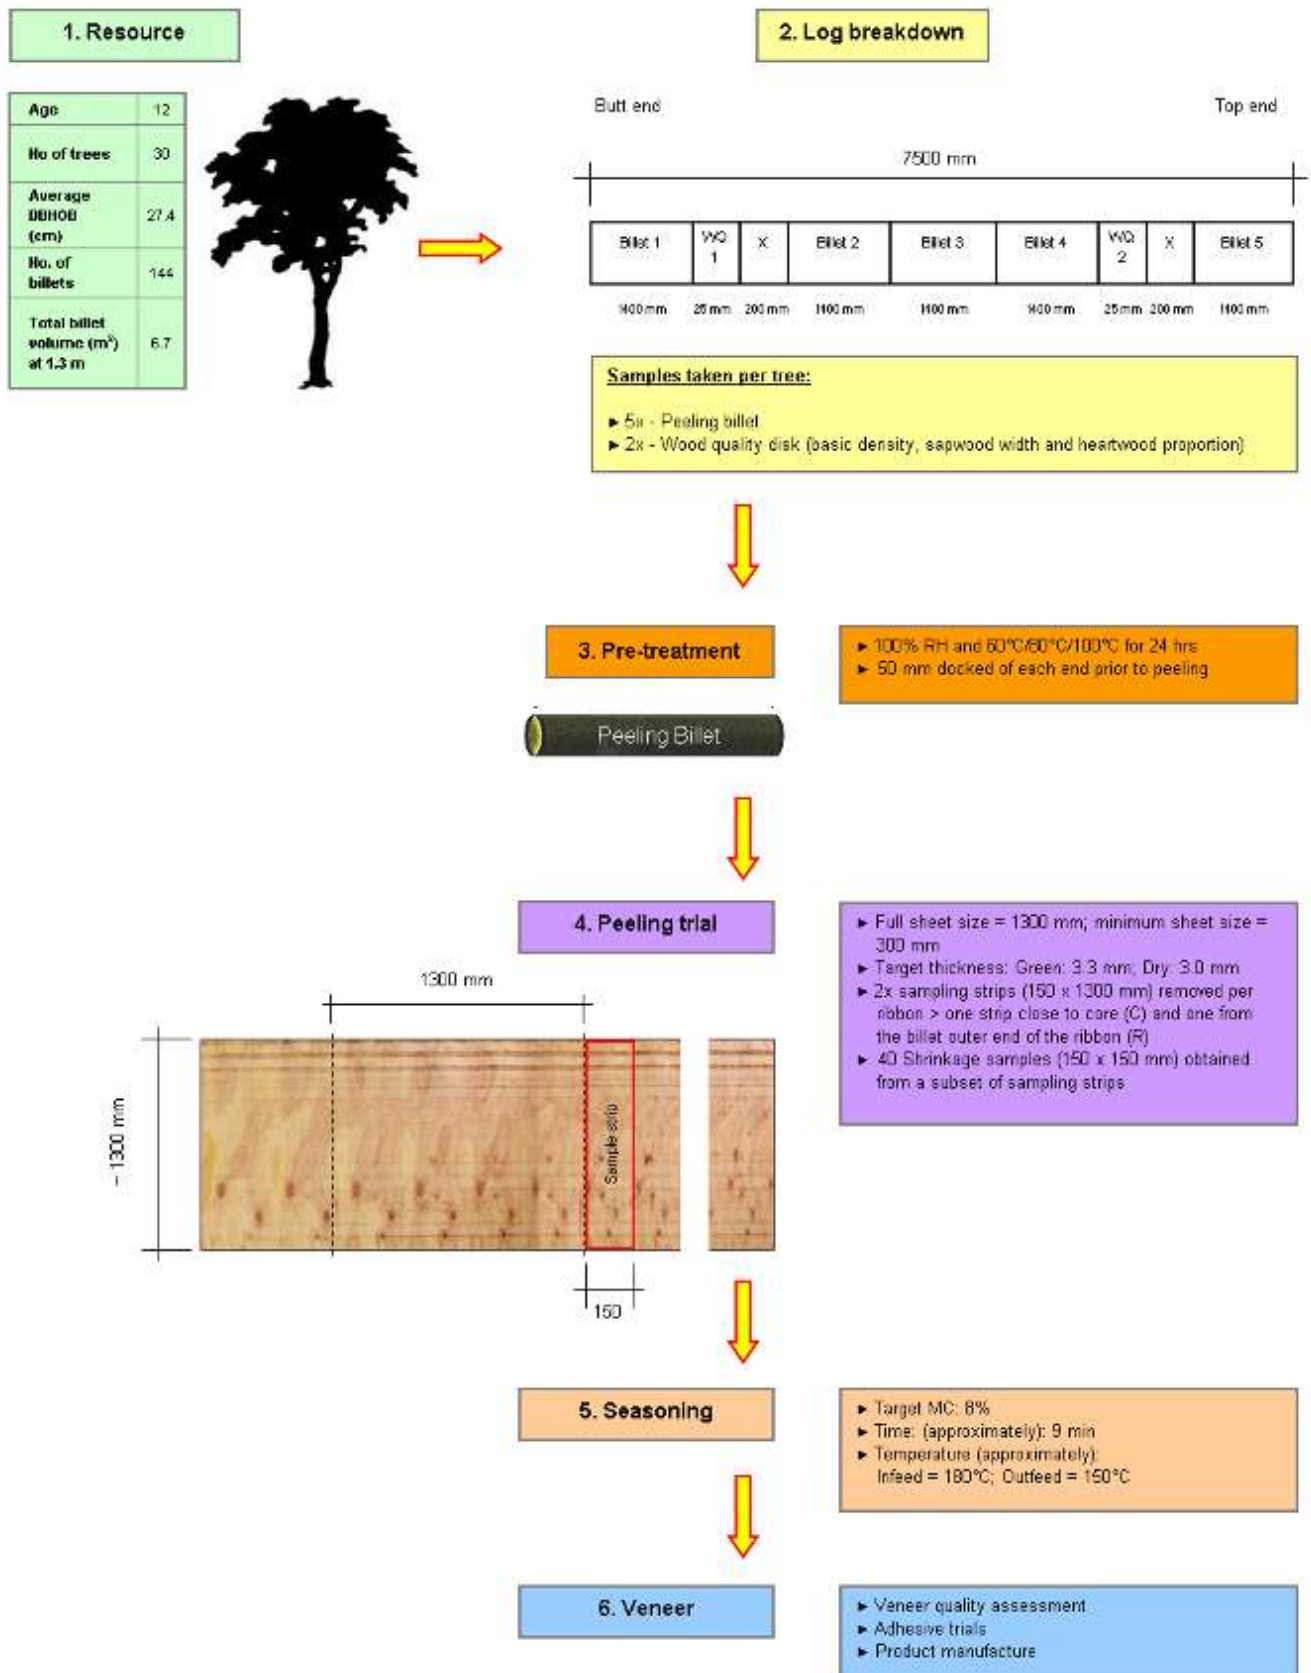 1. Resource
Age 12
No of trees 30
Average
DBHOB
(cm) 27.4
No. of
billets 144
Total billet
volume (m³)
at 1.3 m 6.7
2. Log breakdown
Butt end Top end
7500 mm
Billet 1 WQ 1 X Billet 2 Billet 3 Billet 4 WQ 2 X Billet 5
1400 mm 25 mm 200 mm 1400 mm 1400 mm 1400 mm 25 mm 200 mm 1400 mm
Samples taken per tree:
► 5x - Peeling billet
► 2x - Wood quality disk (basic density, sapwood width and heartwood proportion)
3. Pre-treatment
► 100% RH and 60°C/80°C/100°C for 24 hrs
► 50 mm docked of each end prior to peeling
Peeling Billet
4. Peeling trial
► Full sheet size = 1300 mm; minimum sheet size =
300 mm
► Target thickness: Green: 3.3 mm; Dry: 3.0 mm
► 2x sampling strips (150 x 1300 mm) removed per
ribbon > one strip close to core (C) and one from
the billet outer end of the ribbon (R)
► 40 Shrinkage samples (150 x 150 mm) obtained
from a subset of sampling strips
1300 mm
~ 1300 mm
Sample strip
150
5. Seasoning
► Target MC: 8%
► Time: (approximately): 9 min
► Temperature (approximately):
Infeed = 180°C; Outfeed = 150°C
6. Veneer
► Veneer quality assessment
► Adhesive trials
► Product manufacture